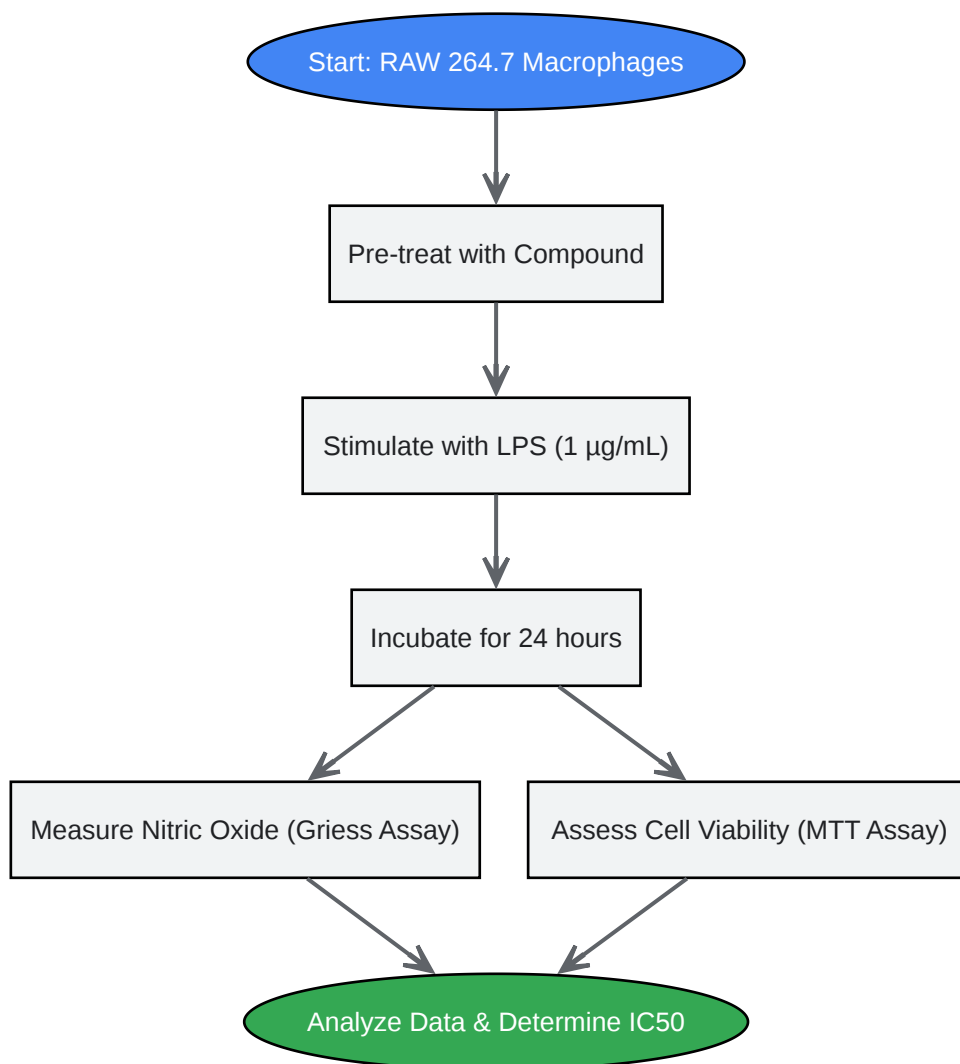 Start: RAW 264.7 Macrophages
Pre-treat with Compound
Stimulate with LPS (1 µg/mL)
Incubate for 24 hours
Measure Nitric Oxide (Griess Assay)
Assess Cell Viability (MTT Assay)
Analyze Data & Determine IC50